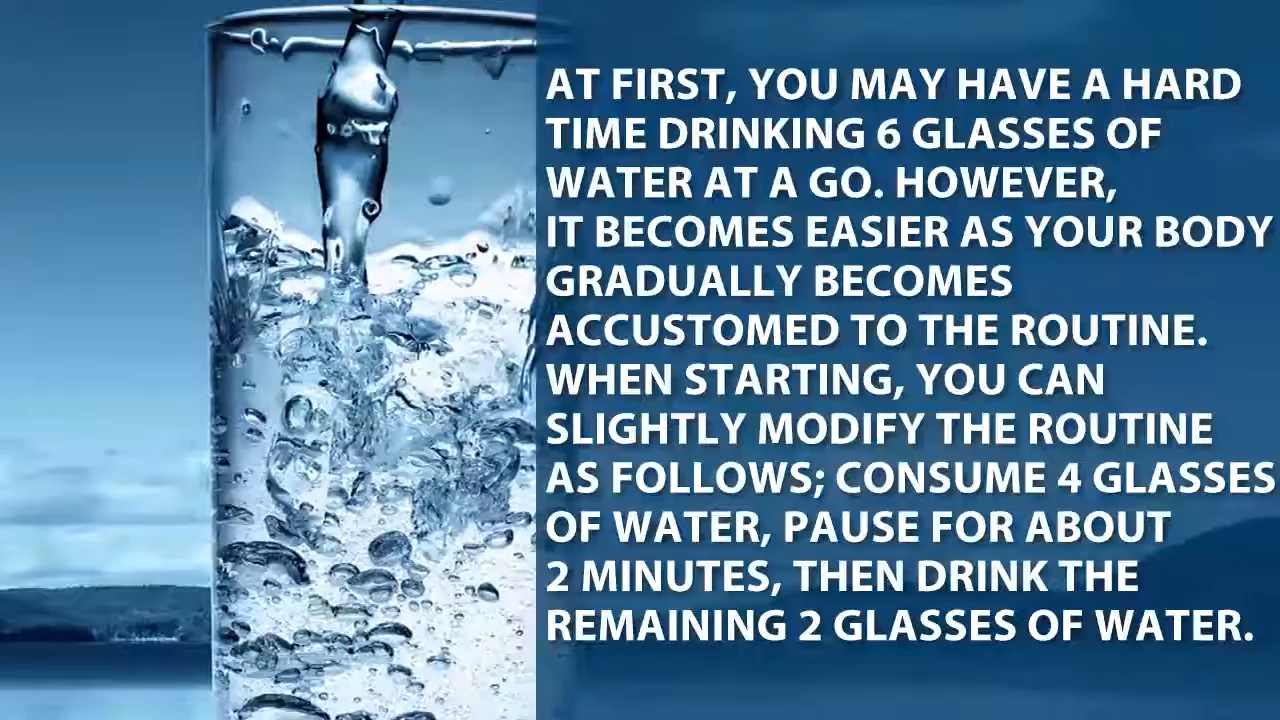 AT FIRST, YOU MAY HAVE A HARD
TIME DRINKING 6 GLASSES OF
WATER AT A GO. HOWEVER,
IT BECOMES EASIER AS YOUR BODY
GRADUALLY BECOMES
ACCUSTOMED TO THE ROUTINE.
WHEN STARTING, YOU CAN
SLIGHTLY MODIFY THE ROUTINE
AS FOLLOWS; CONSUME 4 GLASSES
OF WATER, PAUSE FOR ABOUT
2 MINUTES, THEN DRINK THE
REMAINING 2 GLASSES OF WATER.